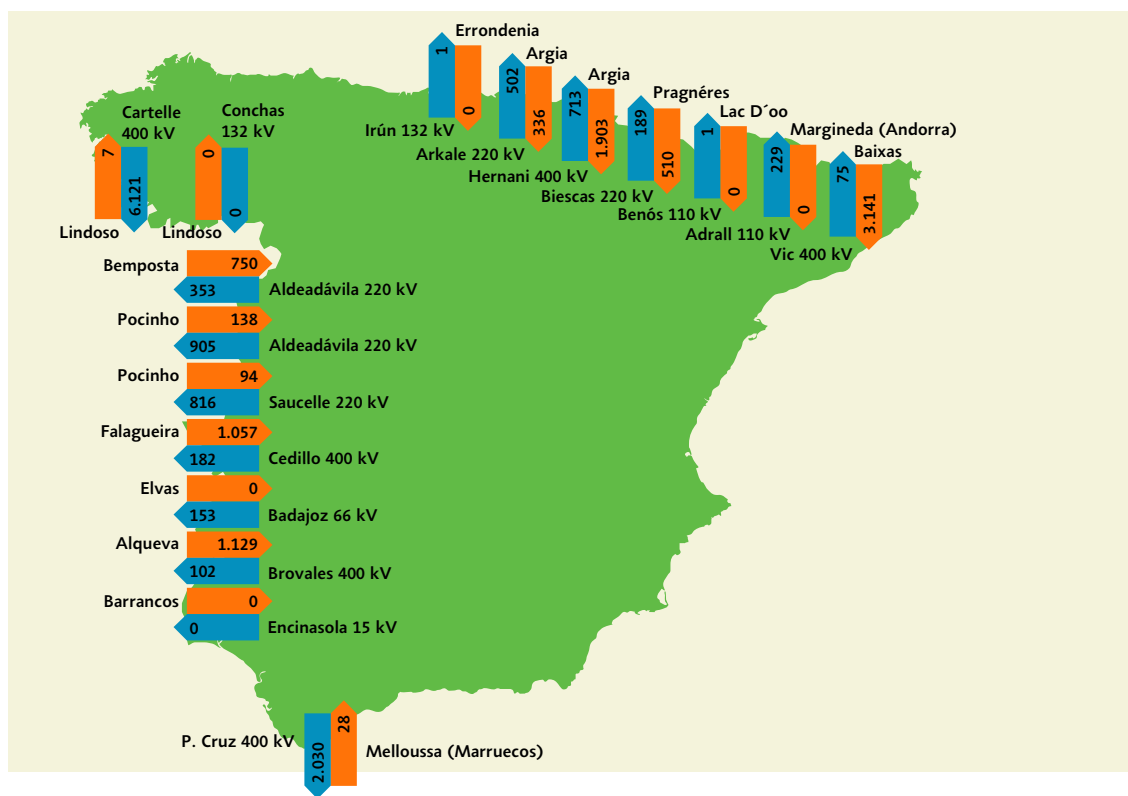 Errondenia
1
0
Irún 132 kV
Argia
502
336
Arkale 220 kV
Argia
713
1.903
Hernani 400 kV
Pragnéres
189
510
Biescas 220 kV
Lac D´oo
1
0
Benós 110 kV
Margineda (Andorra)
229
0
Adrall 110 kV
Baixas
75
3.141
Vic 400 kV
Cartelle
400 kV
7
6.121
Lindoso
Conchas
132 kV
0
0
Lindoso
Bemposta
750
353
Aldeadávila 220 kV
Pocinho
138
905
Aldeadávila 220 kV
Pocinho
94
816
Saucelle 220 kV
Falagueira
1.057
182
Cedillo 400 kV
Elvas
0
153
Badajoz 66 kV
Alqueva
1.129
102
Brovales 400 kV
Barrancos
0
0
Encinasola 15 kV
P. Cruz 400 kV
2.030
28
Melloussa (Marruecos)